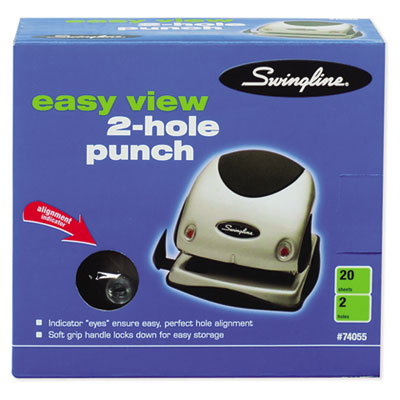 Swingline®
easy view
2-hole
punch
alignment
indicator
Swingline
20
sheets
2
holes
Indicator "eyes" ensure easy, perfect hole alignment
Soft grip handle locks down for easy storage
#74055